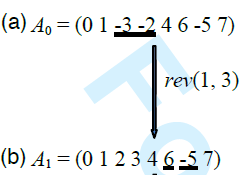 (a) A₀ = (0 1 -3 -2 4 6 -5 7)
rev(1, 3)
(b) A₁ = (0 1 2 3 4 6 -5 7)